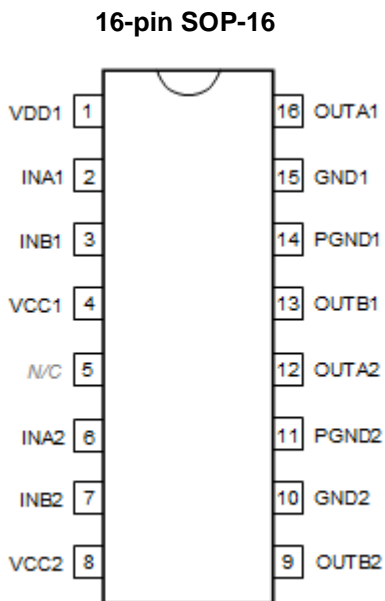 16-pin SOP-16
VDD1 1 16 OUTA1
INA1 2 15 GND1
INB1 3 14 PGND1
VCC1 4 13 OUTB1
N/C 5 12 OUTA2
INA2 6 11 PGND2
INB2 7 10 GND2
VCC2 8 9 OUTB2